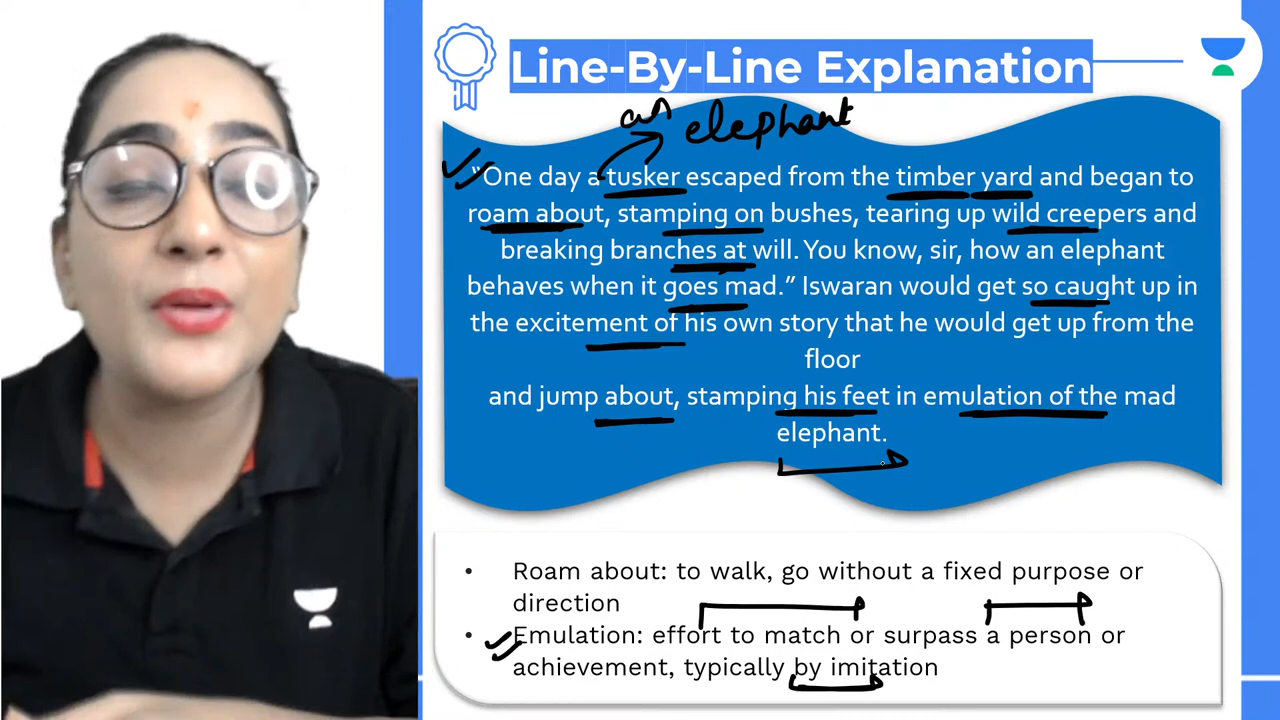 Line-By-Line Explanation
an elephant
"One day a tusker escaped from the timber yard and began to
roam about, stamping on bushes, tearing up wild creepers and
breaking branches at will. You know, sir, how an elephant
behaves when it goes mad.” Iswaran would get so caught up in
the excitement of his own story that he would get up from the
floor
and jump about, stamping his feet in emulation of the mad
elephant.
• Roam about: to walk, go without a fixed purpose or
direction
• Emulation: effort to match or surpass a person or
achievement, typically by imitation